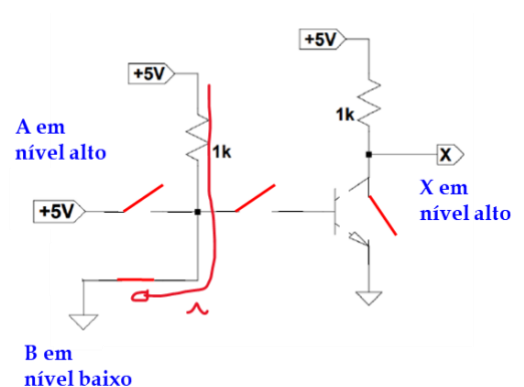 +5V
+5V
A em
nível alto
1k
1k
X
X em
nível alto
+5V
B em
nível baixo